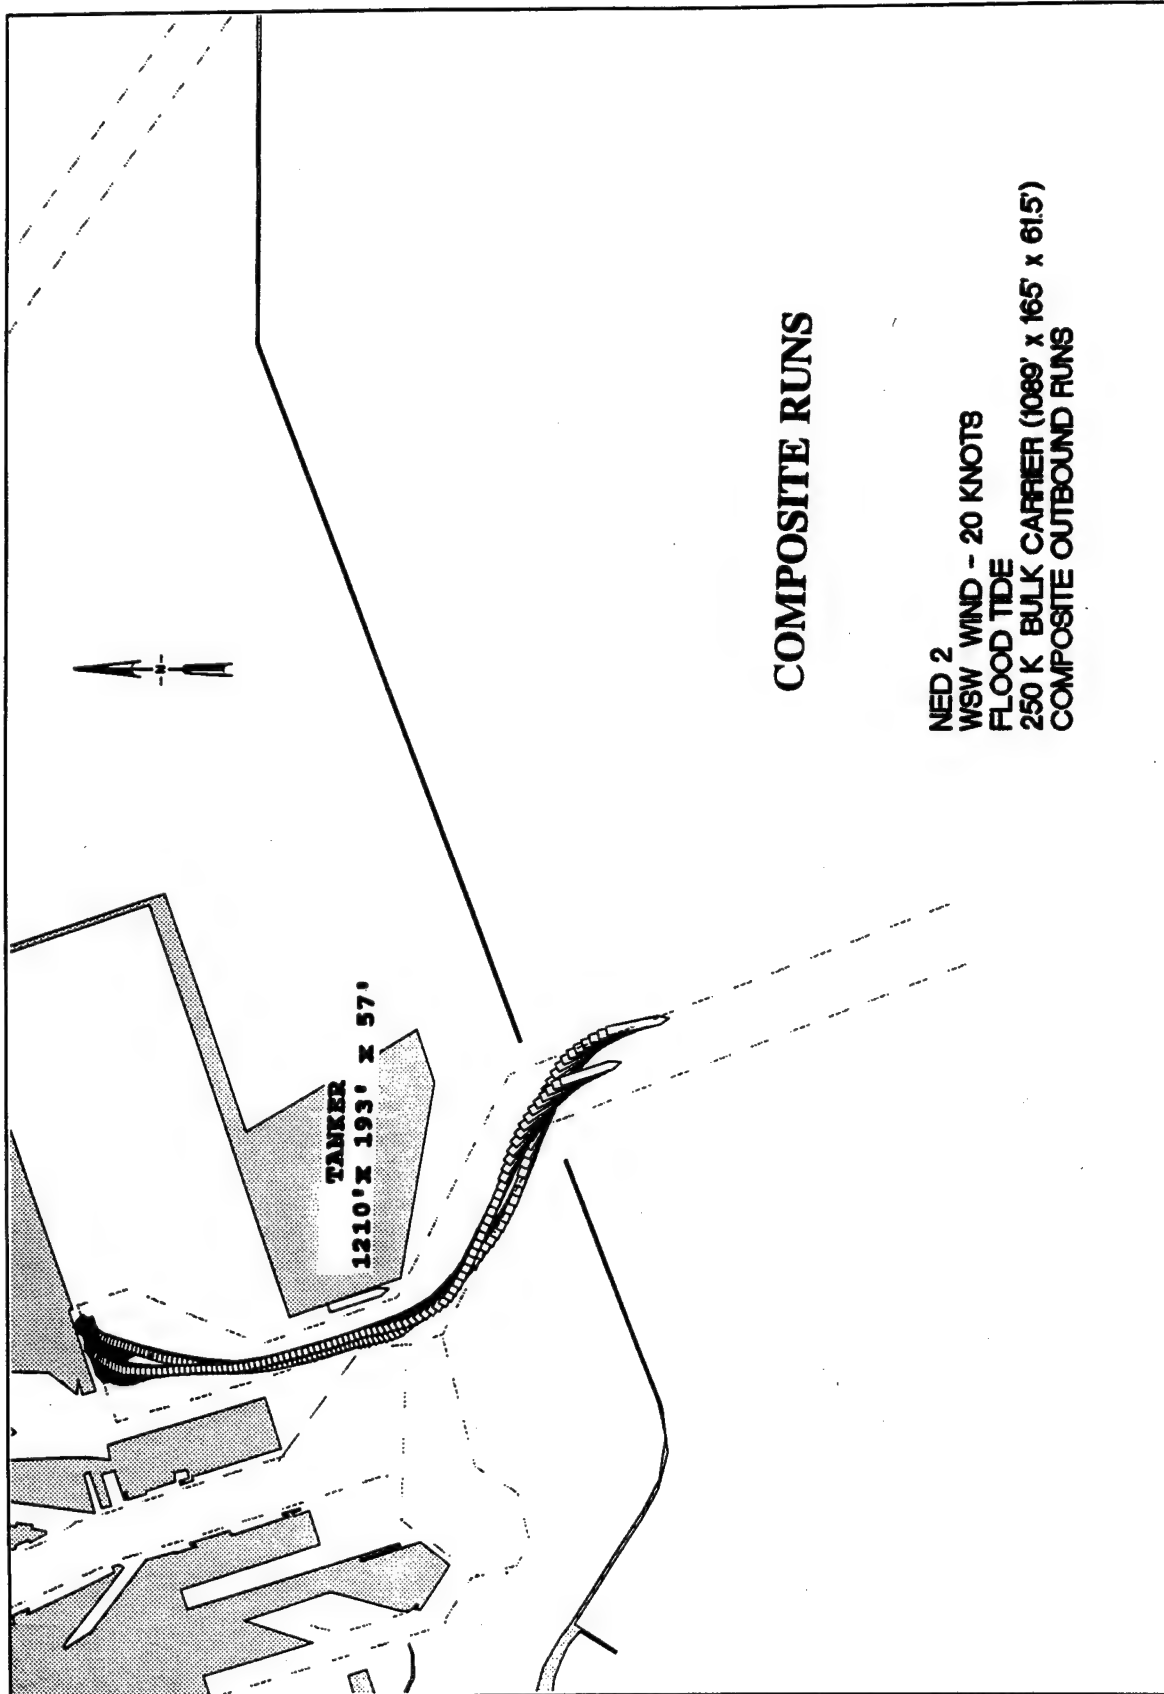 TANKER
1210'x 193' x 57'
N
COMPOSITE RUNS
NED 2
WSW WIND - 20 KNOTS
FLOOD TIDE
250 K BULK CARRIER (1089' x 165' x 61.5')
COMPOSITE OUTBOUND RUNS